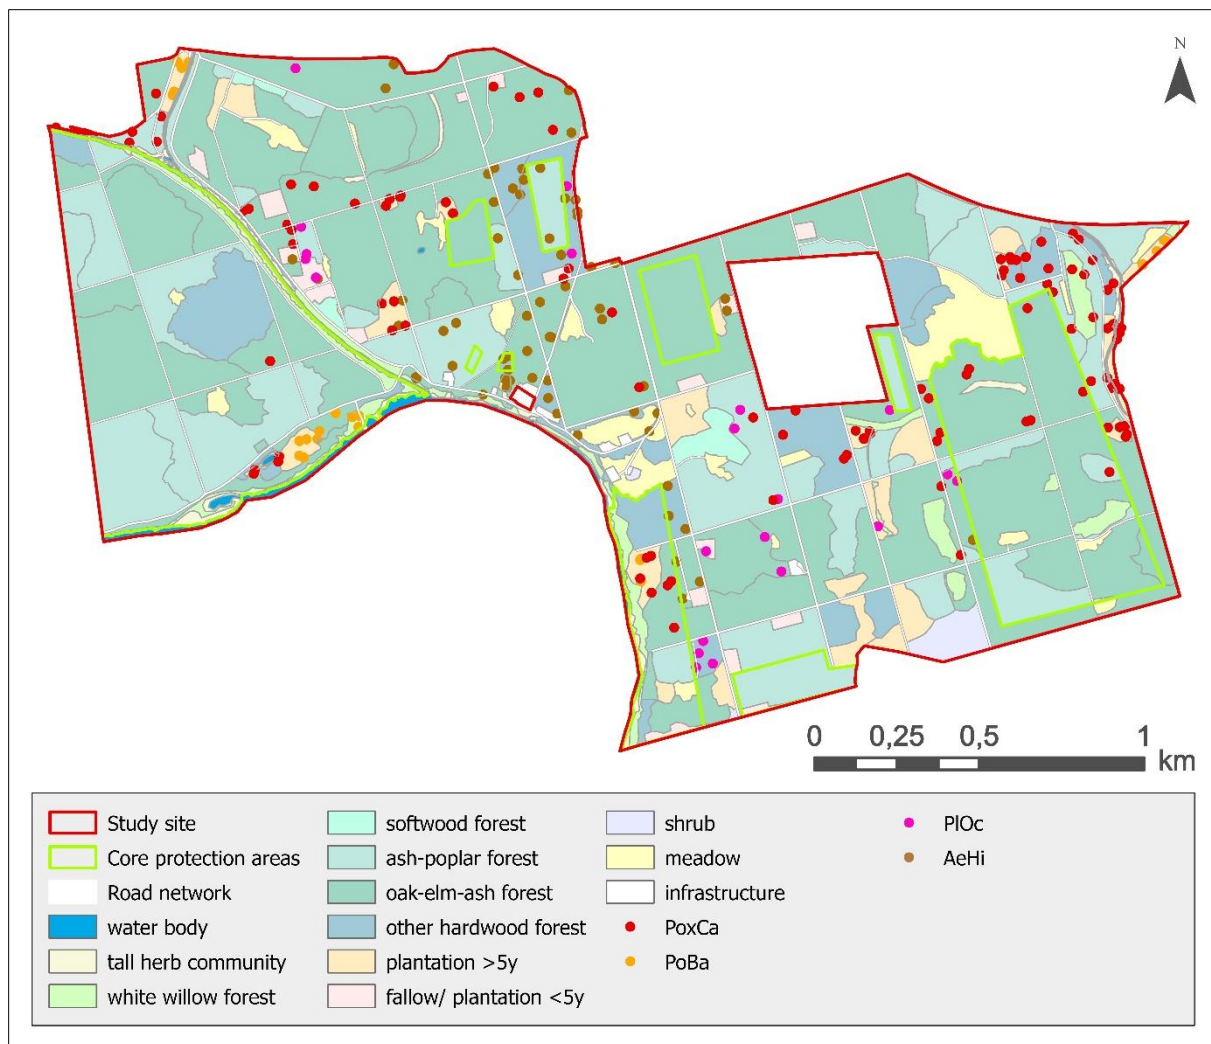 N
0 0,25 0,5 1
km
Study site
Core protection areas
Road network
water body
tall herb community
white willow forest
softwood forest
ash-poplar forest
oak-elm-ash forest
other hardwood forest
plantation >5y
fallow/ plantation <5y
shrub
meadow
infrastructure
PoxCa
PoBa
PlOc
AeHi